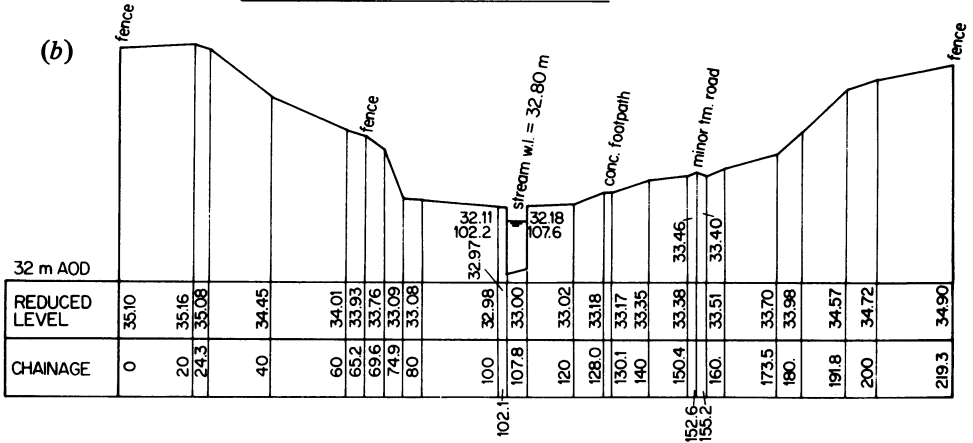 (b)
fence
fence
stream w.l. = 32.80 m
conc. footpath
minor tm. road
fence
32.11
102.2
32.97
32.18
107.6
33.46
33.40
32 m AOD
REDUCED LEVEL 35.10 35.16 35.08 34.45 34.01 33.93 33.76 33.09 33.08 32.98 33.00 33.02 33.18 33.17 33.35 33.38 33.51 33.70 33.98 34.57 34.72 34.90
CHAINAGE 0 20 24.3 40 60 65.2 69.6 74.9 80 100 107.8 120 128.0 130.1 140 150.4 160. 173.5 180. 191.8 200 219.3
102.1
152.6
155.2